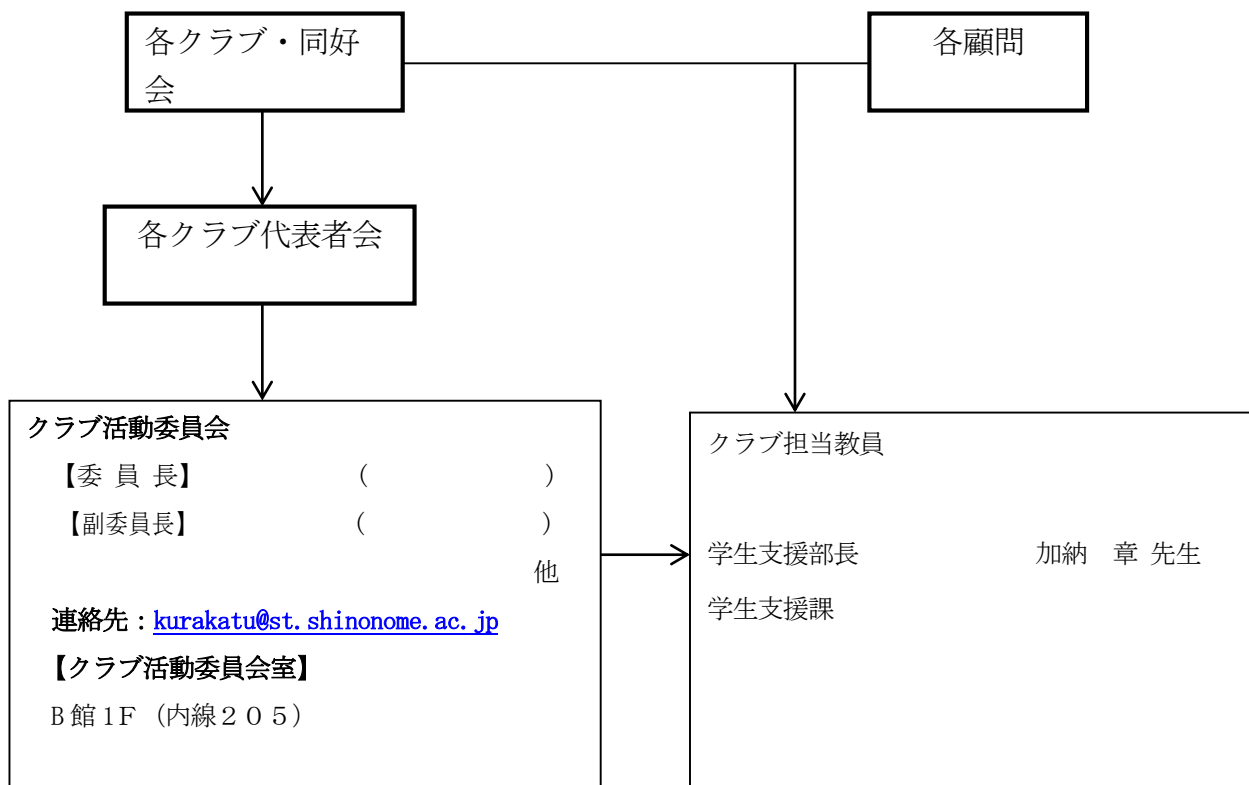 各クラブ・同好
会
各顧問
各クラブ代表者会
クラブ活動委員会
【委 員 長】 ( )
【副委員長】 ( )
他
連絡先：kurakatu@st.shinonome.ac.jp
【クラブ活動委員会室】
B館1F（内線２０５）
クラブ担当教員
学生支援部長 加納 章 先生
学生支援課